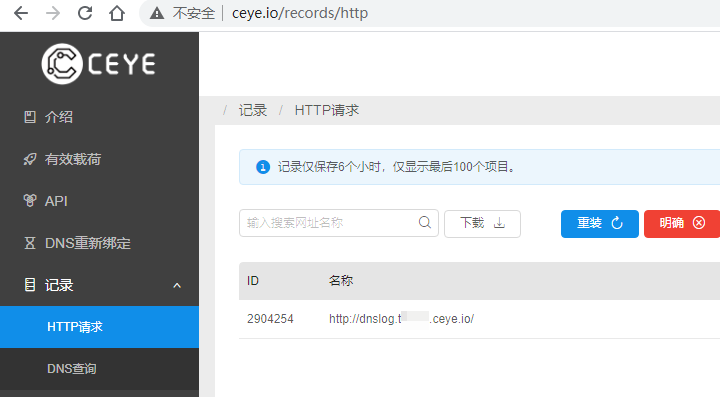 不安全 ceye.io/records/http
CEYE
介绍
有效载荷
API
DNS重新绑定
记录
HTTP请求
DNS查询
/ 记录 / HTTP请求
记录仅保存6个小时，仅显示最后100个项目。
输入搜索网址名称
下载
重装
明确
ID 名称
2904254 http://dnslog.t .ceye.io/